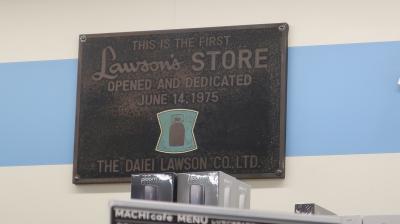 THIS IS THE FIRST
Lawson's STORE
OPENED AND DEDICATED
JUNE 14, 1975
THE DAIEI LAWSON CO., LTD.
MACHI café MENU